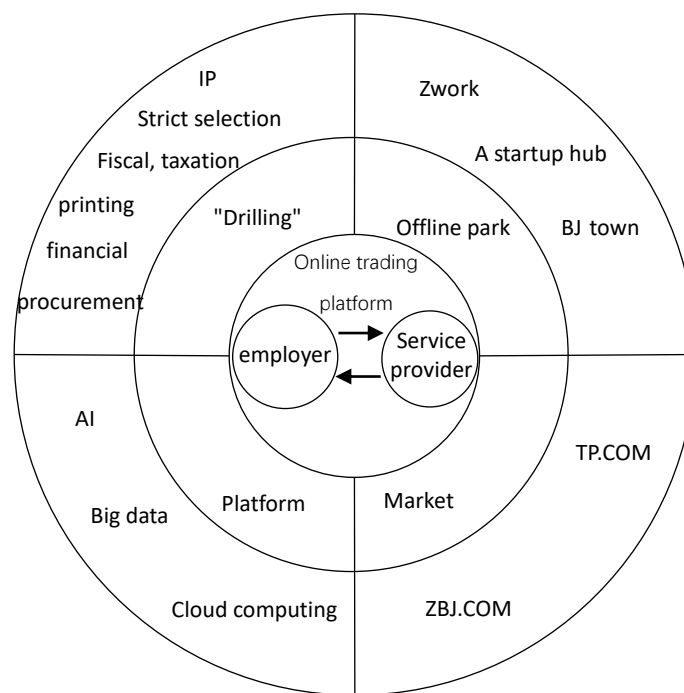 IP
Strict selection
Fiscal, taxation
printing
financial
procurement
Zwork
A startup hub
BJ town
"Drilling"
Offline park
Online trading
platform
employer
Service
provider
AI
Big data
Cloud computing
Platform
Market
TP.COM
ZBJ.COM